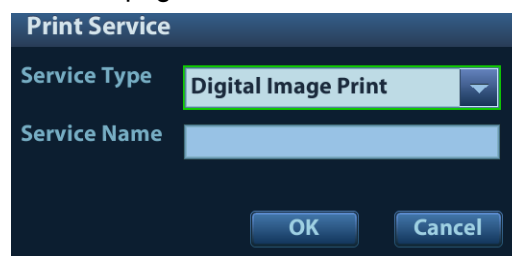 Print Service
Service Type
Digital Image Print
Service Name
OK
Cancel